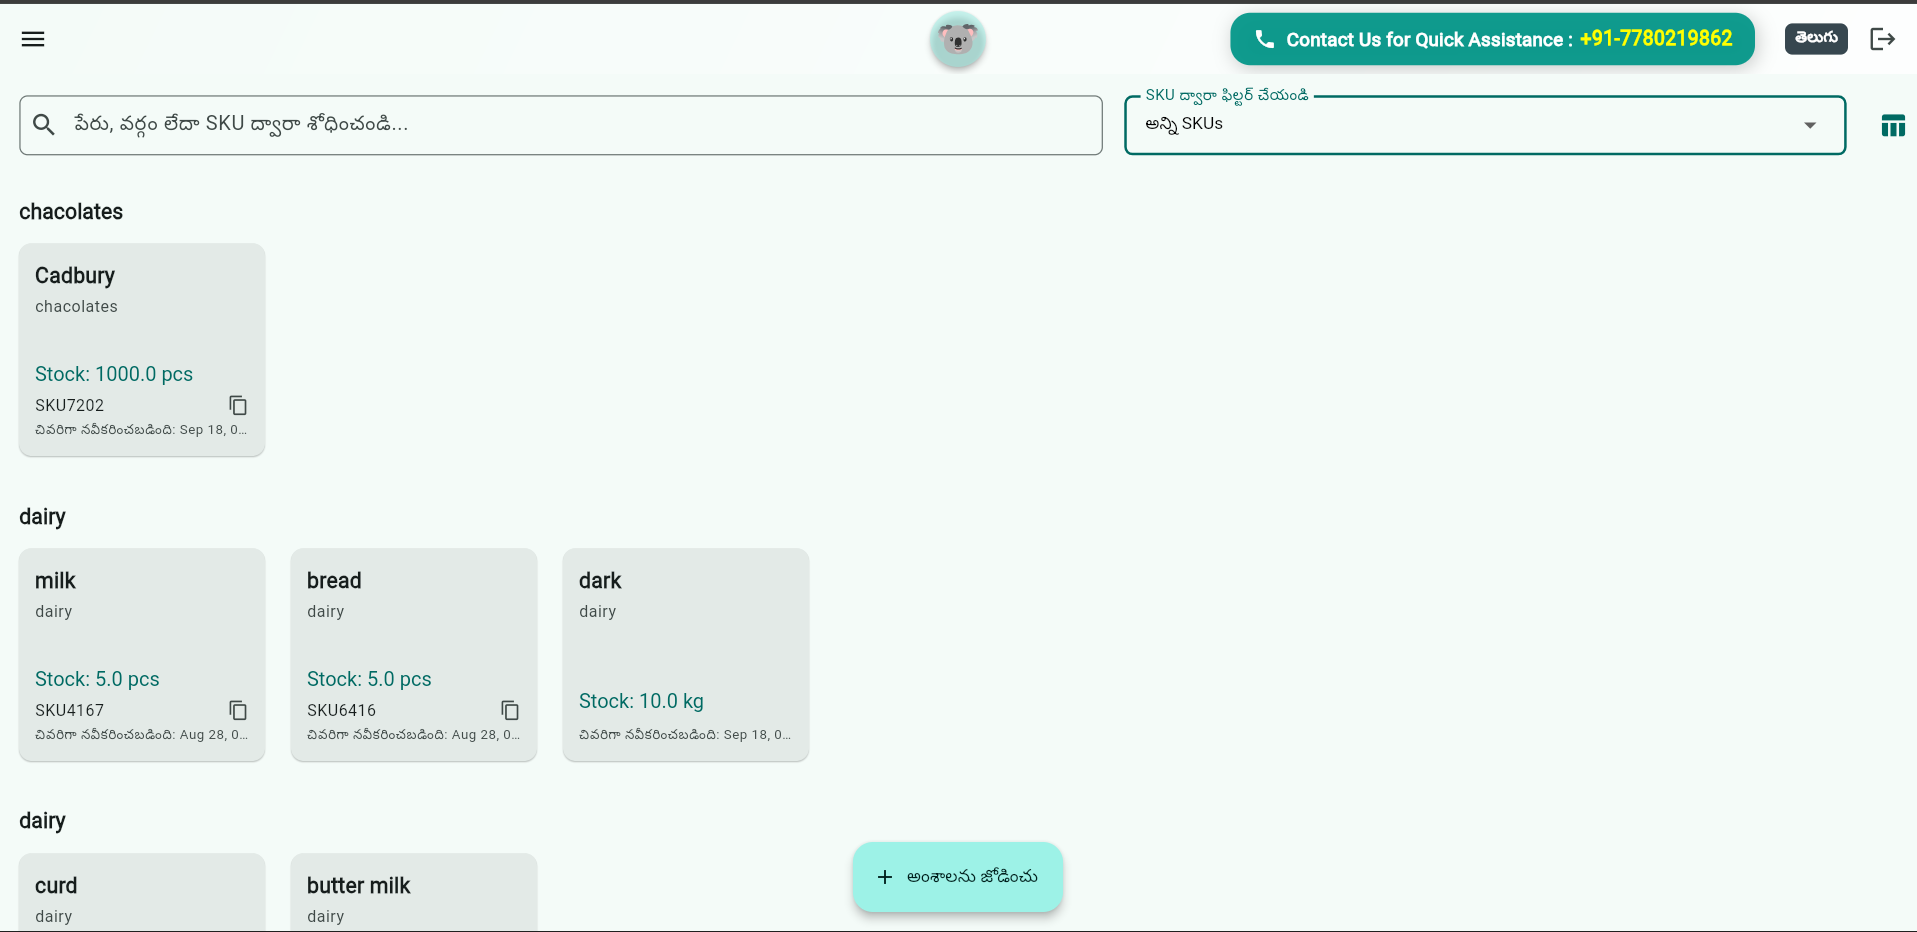 Contact Us for Quick Assistance : +91-7780219862
తెలుగు
SKU ద్వారా ఫిల్టర్ చేయండి
పేరు, వర్గం లేదా SKU ద్వారా శోధించండి...
అన్ని SKUs
chacolates
Cadbury
chacolates
Stock: 1000.0 pcs
SKU7202
చివరిగా నవీకరించబడింది: Sep 18, 0...
dairy
milk
dairy
Stock: 5.0 pcs
SKU4167
చివరిగా నవీకరించబడింది: Aug 28, 0...
bread
dairy
Stock: 5.0 pcs
SKU6416
చివరిగా నవీకరించబడింది: Aug 28, 0...
dark
dairy
Stock: 10.0 kg
చివరిగా నవీకరించబడింది: Sep 18, 0...
dairy
curd
dairy
butter milk
dairy
అంశాలను జోడించు